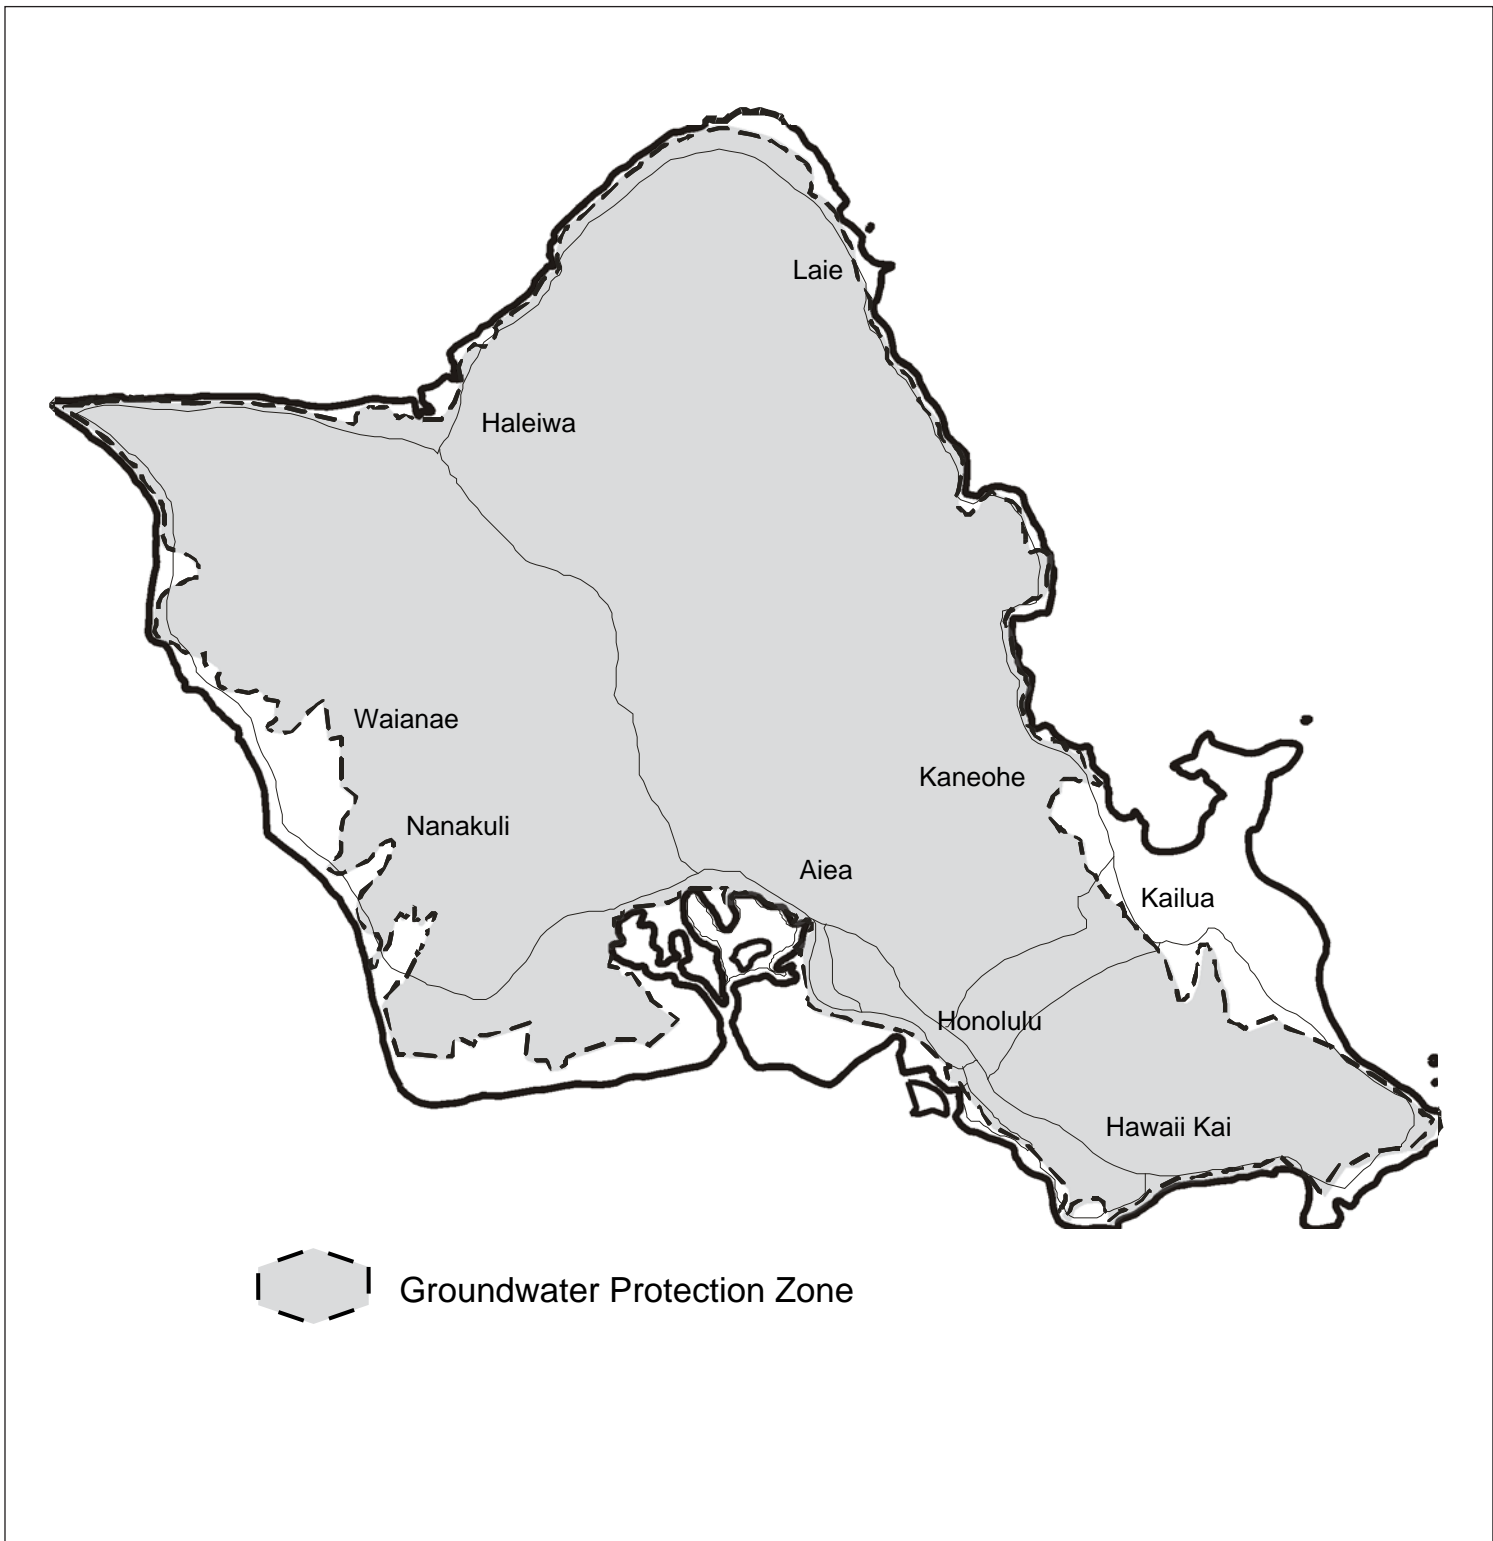 Laie
Haleiwa
Waianae
Kaneohe
Nanakuli
Aiea
Kailua
Honolulu
Hawaii Kai
Groundwater Protection Zone